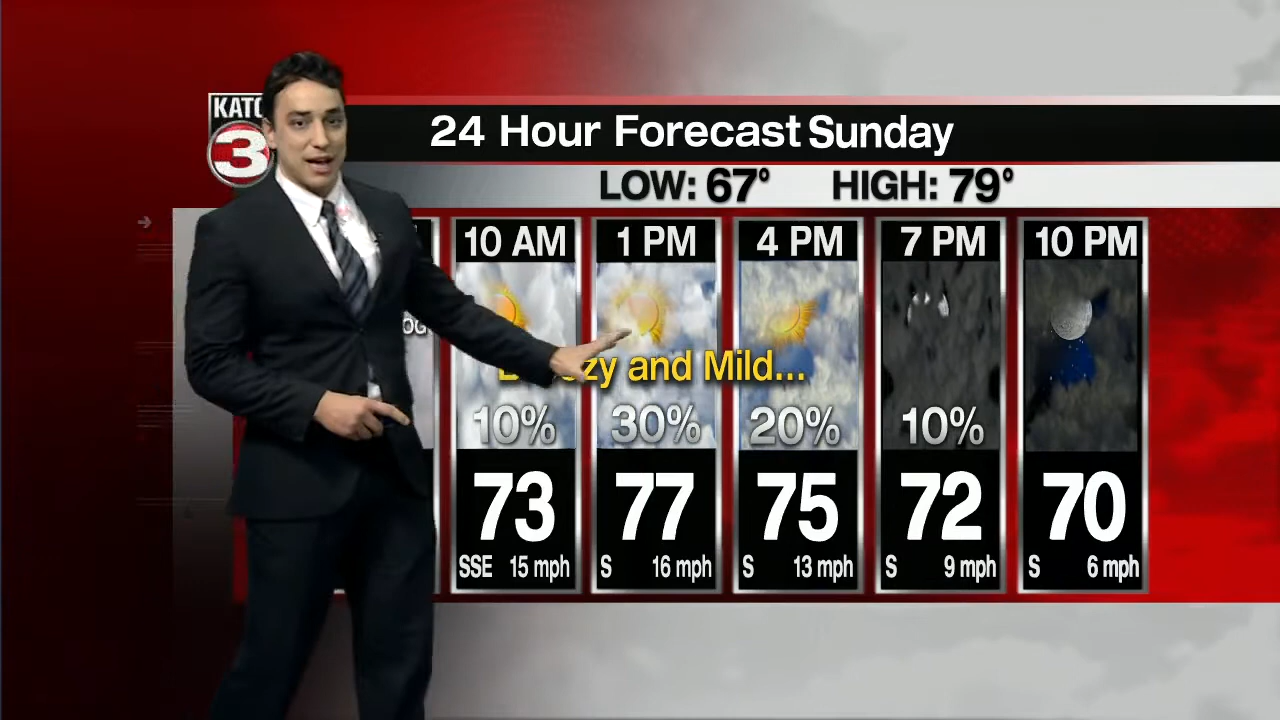 KATC
3
24 Hour Forecast Sunday
LOW: 67° HIGH: 79°
10 AM 1 PM 4 PM 7 PM 10 PM
and Mild...
10% 30% 20% 10%
73 77 75 72 70
SSE 15 mph S 16 mph S 13 mph S 9 mph S 6 mph